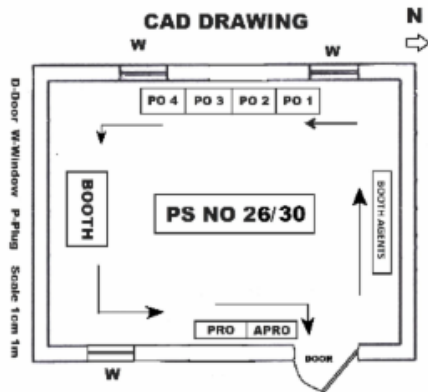 CAD DRAWING
N
W
W
PO 4 PO 3 PO 2 PO 1
D-Door W-Window P-Plug Scale 1cm 1m
BOOTH
PS NO 26/30
BOOTH AGENTS
PRO APRO
DOOR
W